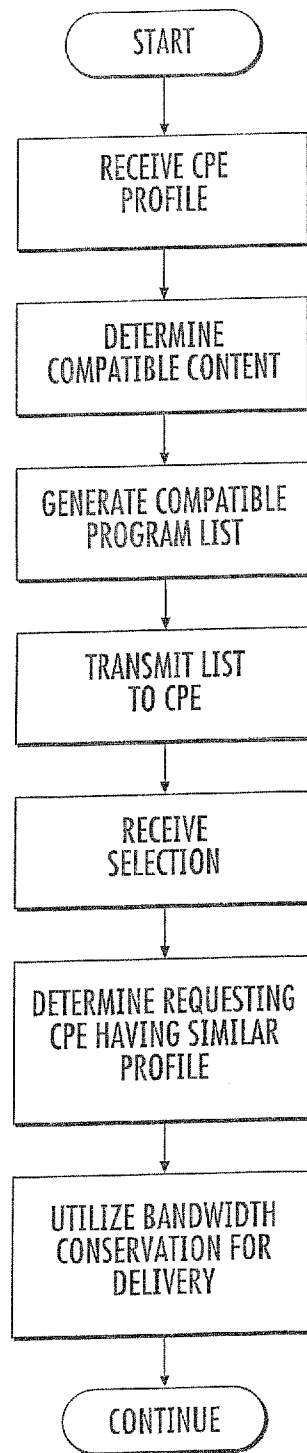 START
RECEIVE CPE
PROFILE
DETERMINE
COMPATIBLE CONTENT
GENERATE COMPATIBLE
PROGRAM LIST
TRANSMIT LIST
TO CPE
RECEIVE
SELECTION
DETERMINE REQUESTING
CPE HAVING SIMILAR
PROFILE
UTILIZE BANDWIDTH
CONSERVATION FOR
DELIVERY
CONTINUE